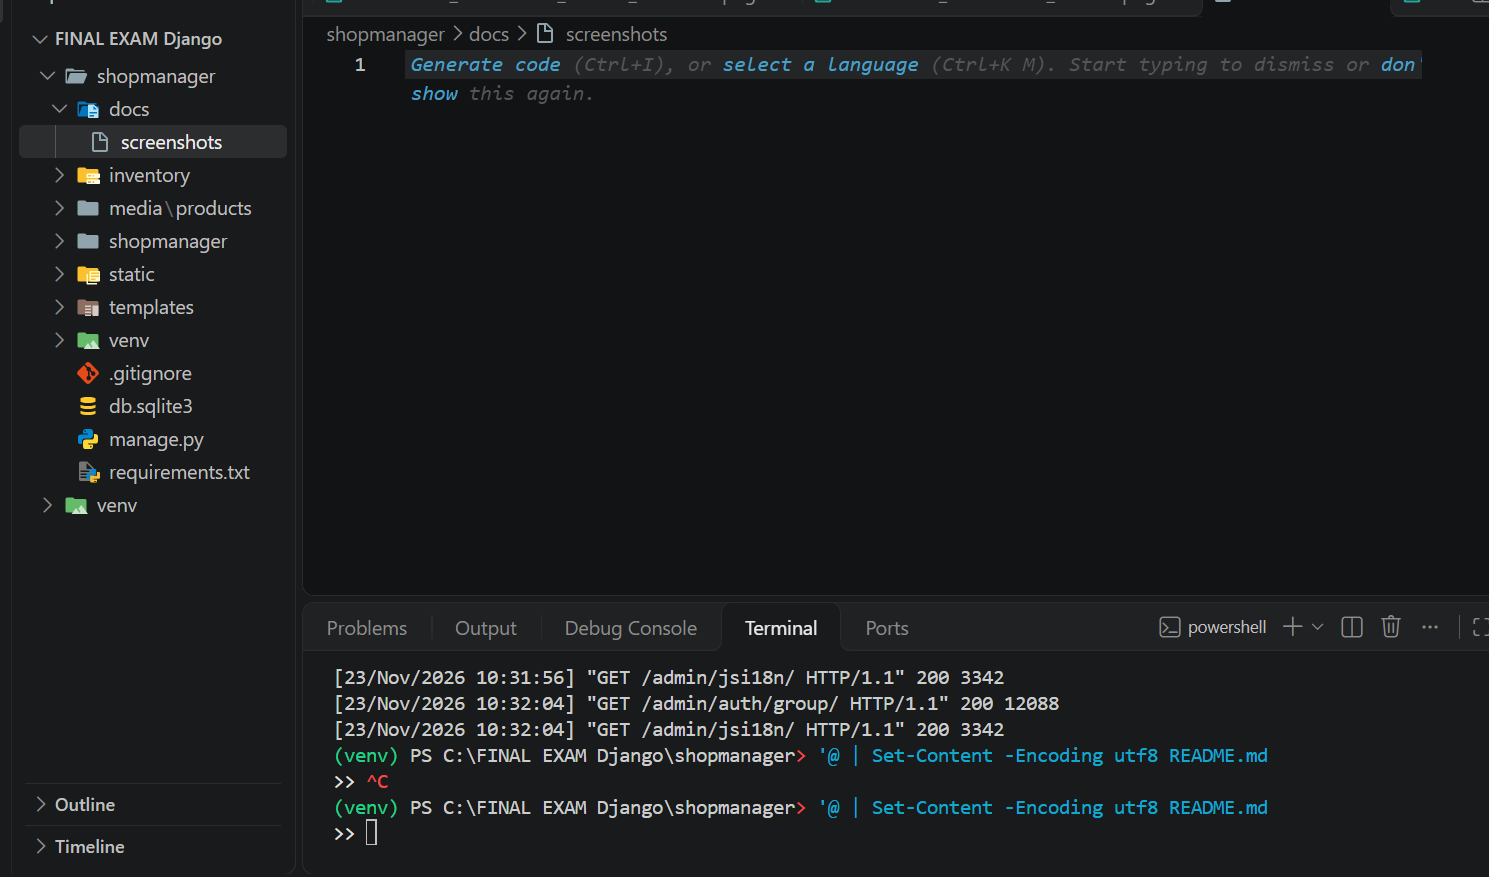 FINAL EXAM Django
shopmanager
docs
screenshots
inventory
media\products
shopmanager
static
templates
venv
.gitignore
db.sqlite3
manage.py
requirements.txt
venv
Outline
Timeline
shopmanager > docs > screenshots
1 Generate code (Ctrl+I), or select a language (Ctrl+K M). Start typing to dismiss or don'
show this again.
Problems Output Debug Console Terminal Ports powershell
[23/Nov/2026 10:31:56] "GET /admin/jsi18n/ HTTP/1.1" 200 3342
[23/Nov/2026 10:32:04] "GET /admin/auth/group/ HTTP/1.1" 200 12088
[23/Nov/2026 10:32:04] "GET /admin/jsi18n/ HTTP/1.1" 200 3342
(venv) PS C:\FINAL EXAM Django\shopmanager> '@ | Set-Content -Encoding utf8 README.md
>> ^C
(venv) PS C:\FINAL EXAM Django\shopmanager> '@ | Set-Content -Encoding utf8 README.md
>>